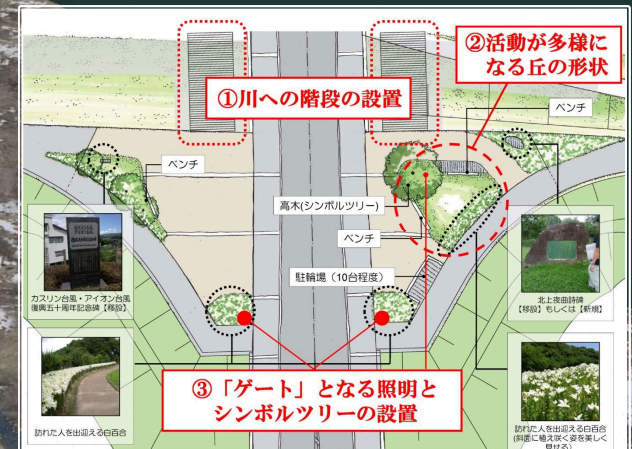 ①川への階段の設置
②活動が多様に
なる丘の形状
ベンチ
ベンチ
高木(シンボルツリー)
ベンチ
駐輪場（10台程度）
カスリン台風・アイオン台風
復興五十周年記念碑【移設】
北上夜曲詩碑
【移設】もしくは【新規】
③「ゲート」となる照明と
シンボルツリーの設置
訪れた人を出迎える白百合
訪れた人を出迎える白百合
(斜面に植え咲く姿を美しく
見せる)